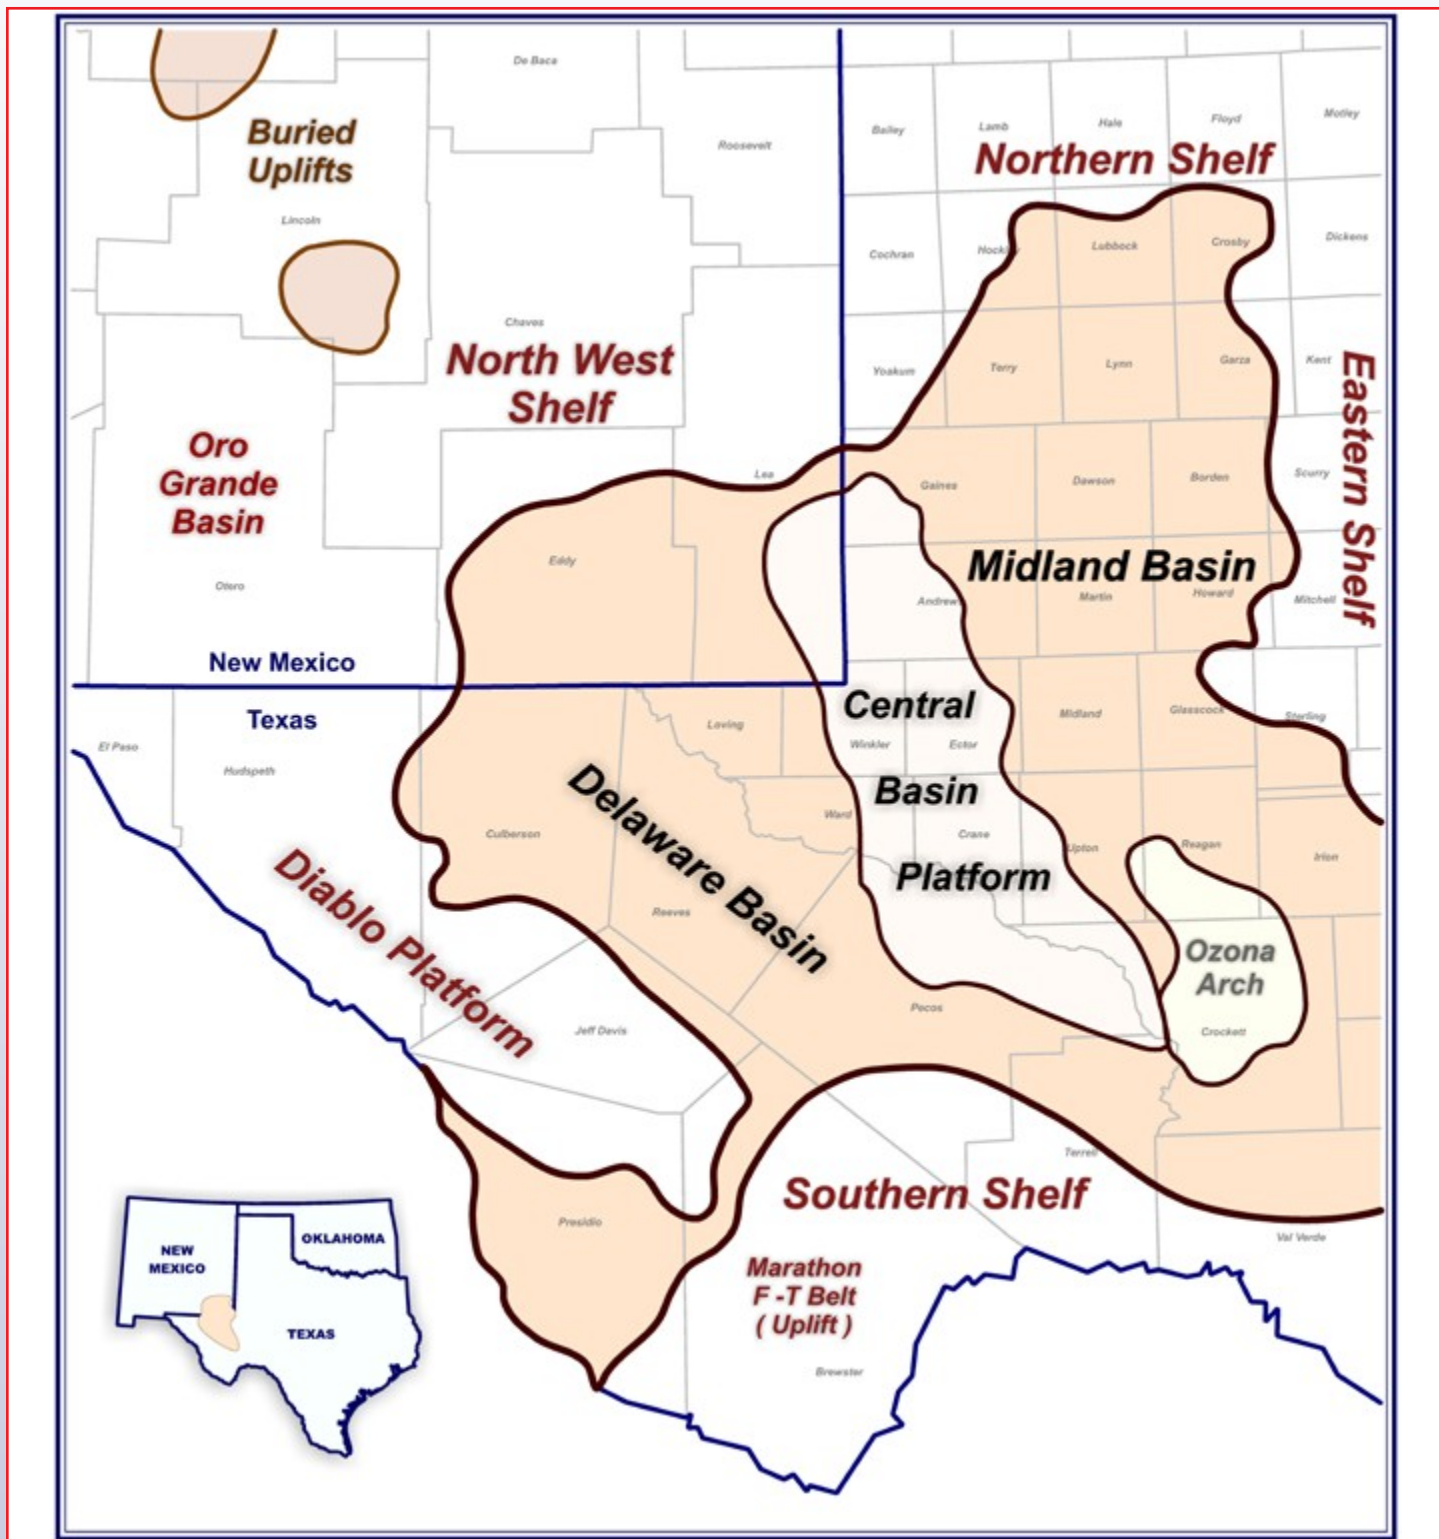 De Baca
Roosevelt
Bailey
Lamb
Hale
Floyd
Motley
Buried
Uplifts
Northern Shelf
Lincoln
Cochran
Hockley
Lubbock
Crosby
Dickens
Chaves
North West
Shelf
Yoakum
Terry
Lynn
Garza
Kent
Eastern Shelf
Oro
Grande
Basin
Lea
Gaines
Dawson
Borden
Scurry
Eddy
Otero
Midland Basin
Andrew
Martin
Howard
Mitchell
New Mexico
Texas
El Paso
Hudspeth
Loving
Central
Basin
Platform
Winkler
Ector
Midland
Glasscock
Sterling
Culberson
Delaware Basin
Ward
Crane
Upton
Reagan
Irion
Reeves
Diablo Platform
Ozona
Arch
Pecos
Crockett
Jeff Davis
Terrell
Southern Shelf
Presidio
Val Verde
Marathon
F -T Belt
( Uplift )
Brewster
NEW
MEXICO
OKLAHOMA
TEXAS